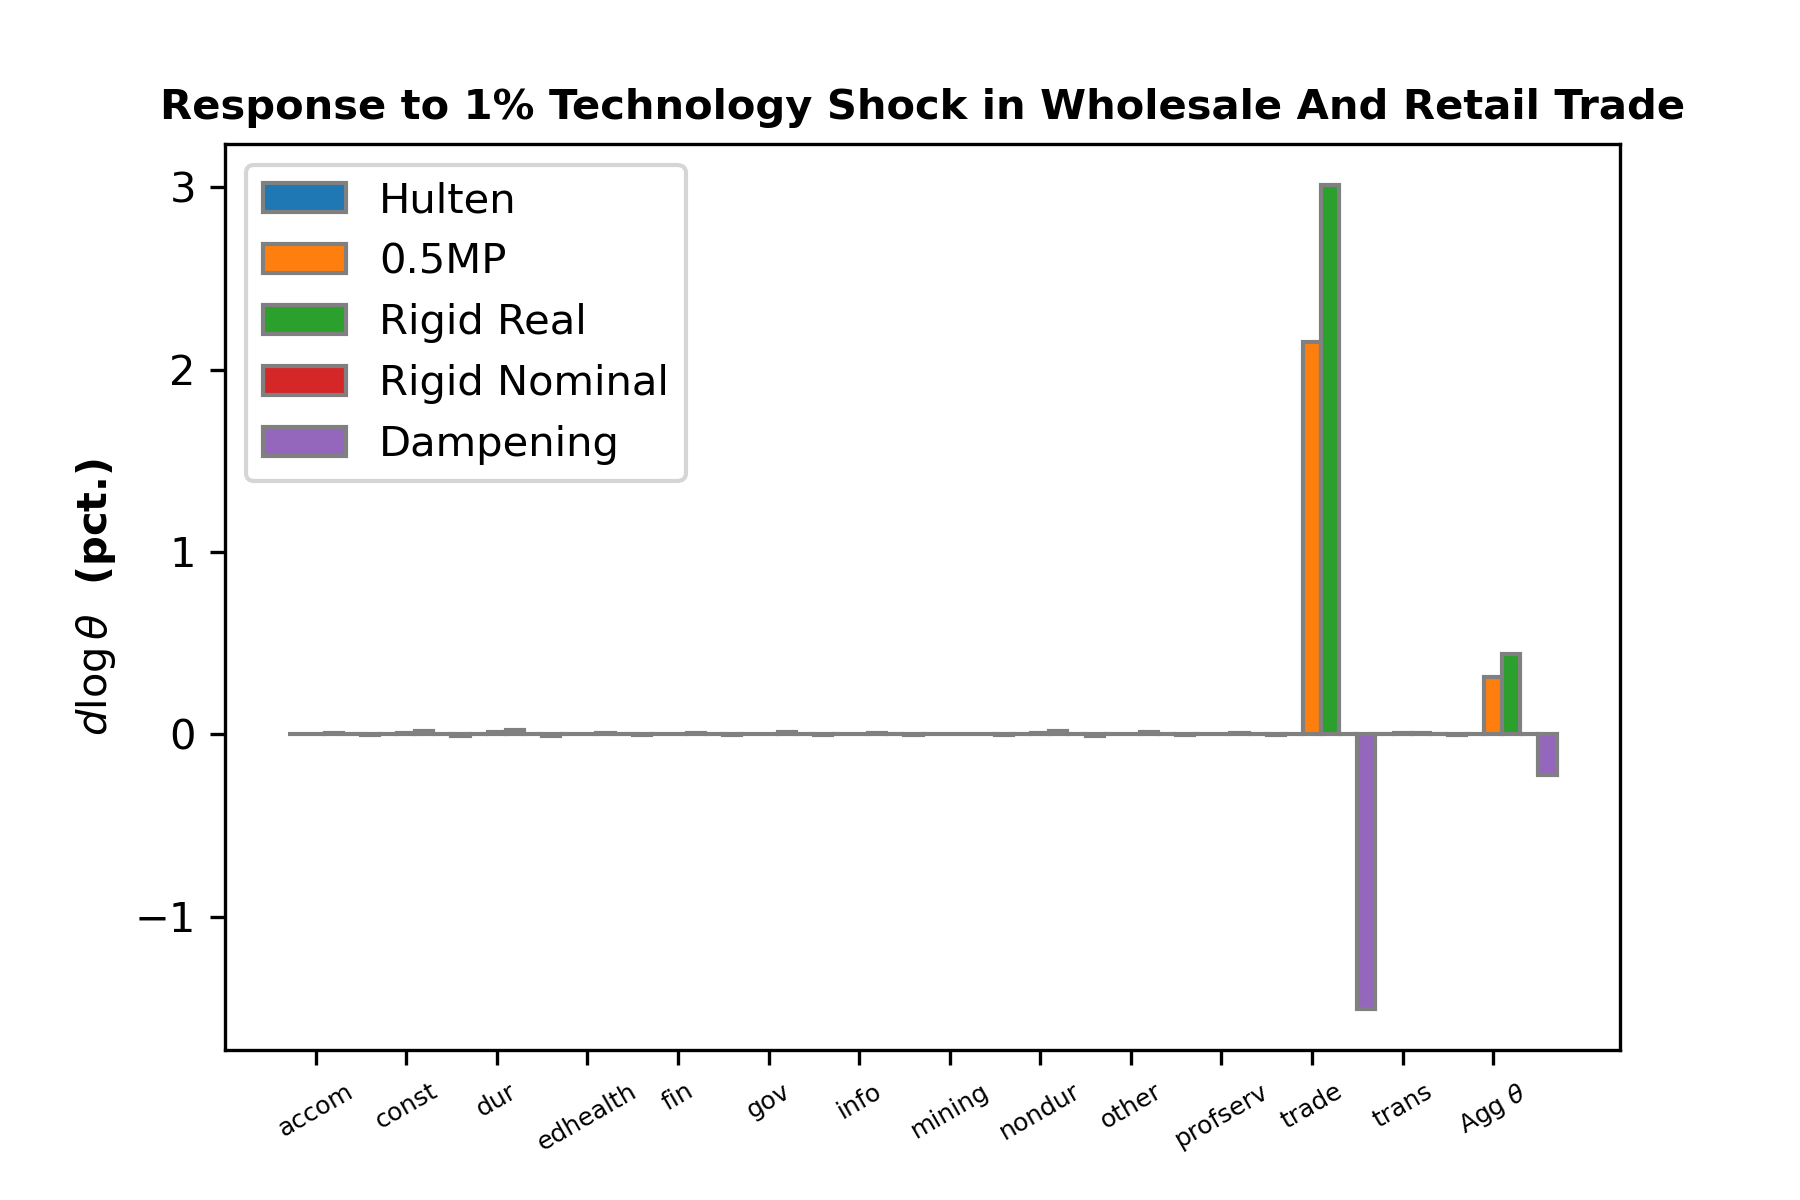 Response to 1% Technology Shock in Wholesale And Retail Trade
3
2
1
0
−1
dlog θ (pct.)
Hulten
0.5MP
Rigid Real
Rigid Nominal
Dampening
accom
const
dur
edhealth
fin
gov
info
mining
nondur
other
profserv
trade
trans
Agg θ